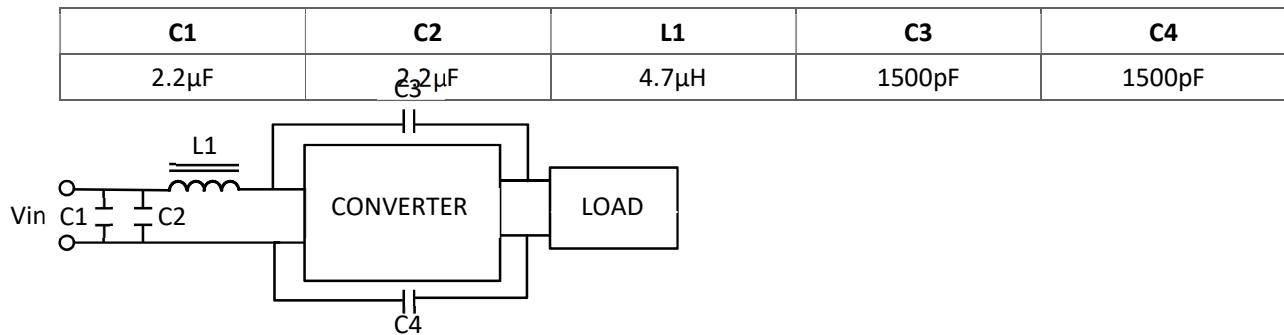 C1 C2 L1 C3 C4
2.2µF 2.2µF 4.7µH 1500pF 1500pF
C3
L1
Vin C1 C2 CONVERTER LOAD
C4